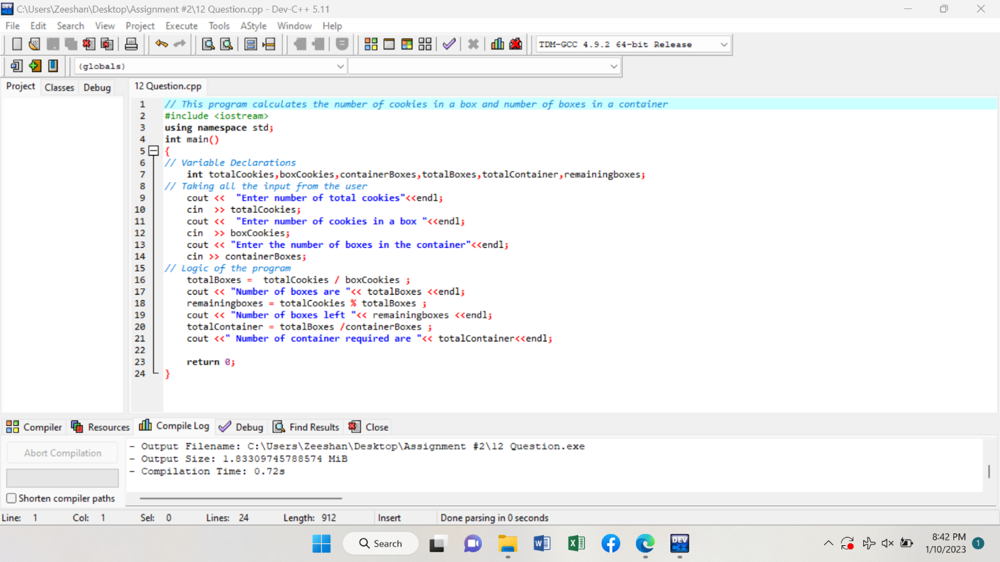 C:\Users\Zeeshan\Desktop\Assignment #2\12 Question.cpp - Dev-C++ 5.11
File Edit Search View Project Execute Tools AStyle Window Help
TDM-GCC 4.9.2 64-bit Release
(globals)
Project Classes Debug 12 Question.cpp
1 // This program calculates the number of cookies in a box and number of boxes in a container
2 #include <iostream>
3 using namespace std;
4 int main()
5 {
6 // Variable Declarations
7 int totalCookies,boxCookies,containerBoxes,totalBoxes,totalContainer,remainingboxes;
8 // Taking all the input from the user
9 cout << "Enter number of total cookies"<<endl;
10 cin >> totalCookies;
11 cout << "Enter number of cookies in a box "<<endl;
12 cin >> boxCookies;
13 cout << "Enter the number of boxes in the container"<<endl;
14 cin >> containerBoxes;
15 // Logic of the program
16 totalBoxes = totalCookies / boxCookies ;
17 cout << "Number of boxes are "<< totalBoxes <<endl;
18 remainingboxes = totalCookies % totalBoxes ;
19 cout << "Number of boxes left "<< remainingboxes <<endl;
20 totalContainer = totalBoxes /containerBoxes ;
21 cout <<" Number of container required are "<< totalContainer<<endl;
22
23 return 0;
24 }
Compiler Resources Compile Log Debug Find Results Close
Abort Compilation
- Output Filename: C:\Users\Zeeshan\Desktop\Assignment #2\12 Question.exe
- Output Size: 1.83309745788574 MiB
- Compilation Time: 0.72s
Shorten compiler paths
Line: 1 Col: 1 Sel: 0 Lines: 24 Length: 912 Insert Done parsing in 0 seconds
Search
DEV
8:42 PM
1/10/2023
1